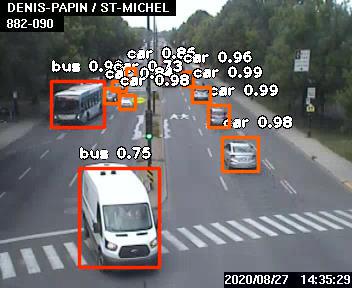 DENIS-PAPIN / ST-MICHEL
882-090
car 0.86
car 0.96
bus 0.96
car 0.73
car 0.99
car 0.98
car 0.99
car 0.98
bus 0.75
2020/08/27 14:35:29